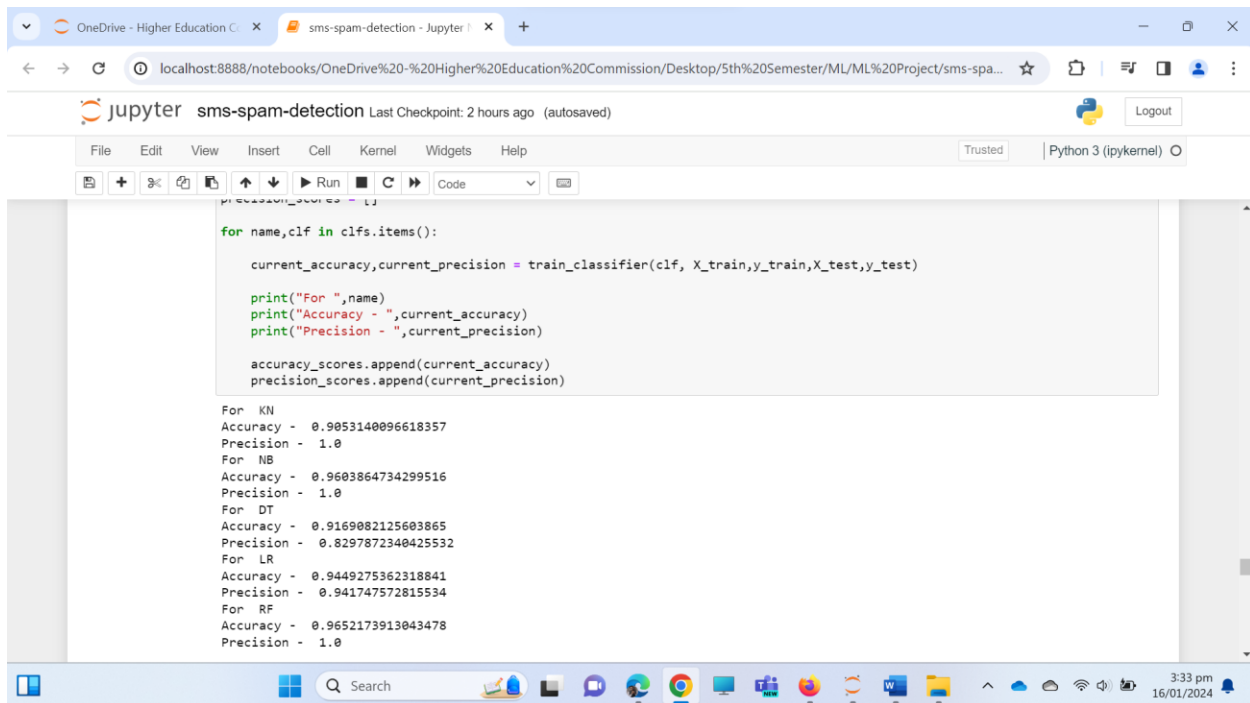 OneDrive - Higher Education C
sms-spam-detection - Jupyter N
localhost:8888/notebooks/OneDrive%20-%20Higher%20Education%20Commission/Desktop/5th%20Semester/ML/ML%20Project/sms-spa...
jupyter sms-spam-detection Last Checkpoint: 2 hours ago (autosaved)
Logout
File Edit View Insert Cell Kernel Widgets Help
Trusted
Python 3 (ipykernel)
Run
Code
precision_scores = []
for name,clf in clfs.items():
current_accuracy,current_precision = train_classifier(clf, X_train,y_train,X_test,y_test)
print("For ",name)
print("Accuracy - ",current_accuracy)
print("Precision - ",current_precision)
accuracy_scores.append(current_accuracy)
precision_scores.append(current_precision)
For  KN
Accuracy -  0.9053140096618357
Precision -  1.0
For  NB
Accuracy -  0.9603864734299516
Precision -  1.0
For  DT
Accuracy -  0.9169082125603865
Precision -  0.8297872340425532
For  LR
Accuracy -  0.9449275362318841
Precision -  0.941747572815534
For  RF
Accuracy -  0.9652173913043478
Precision -  1.0
Search
NEW
3:33 pm
16/01/2024